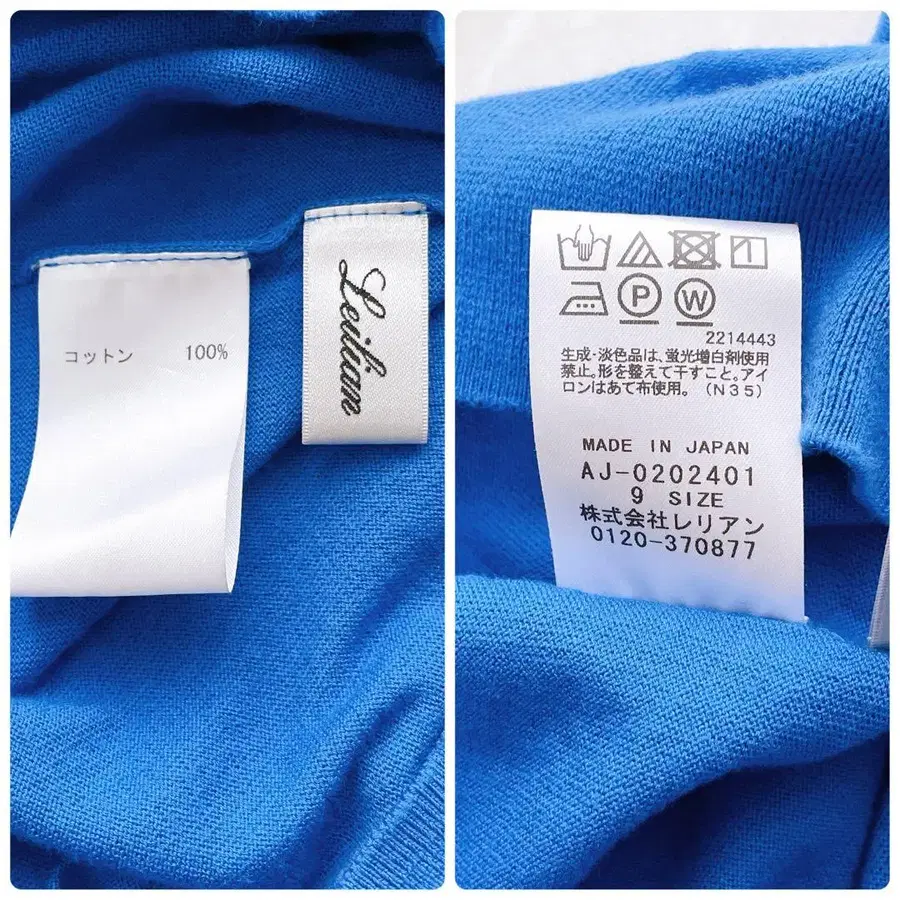 コットン 100%
Leilian
P W
2214443
生成・淡色品は、蛍光増白剤使用
禁止。形を整えて干すこと。アイ
ロンはあて布使用。（N35）
MADE IN JAPAN
AJ-0202401
9 SIZE
株式会社レリアン
0120-370877